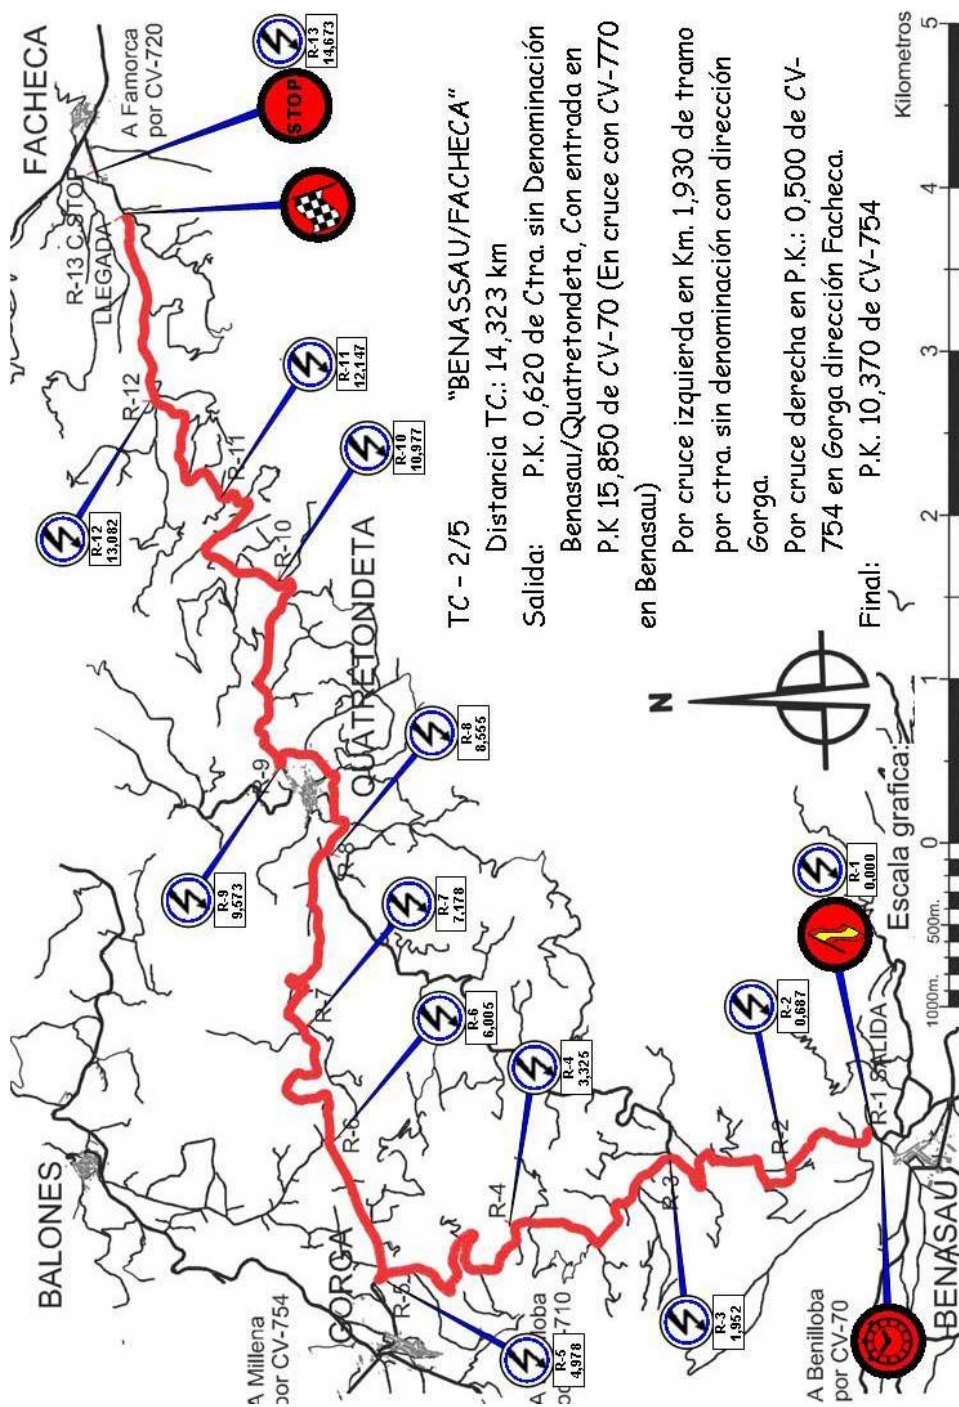 FACHECA
A Famorca
por CV-720
R-13
14,673
STOP
R-13 C.STOP
LLEGADA
R-12
R-12
13,082
R-11
R-11
12,147
R-10
R-10
10,977
QUATRETONDETA
R-9
R-9
9,573
R-8
R-8
8,555
R-7
R-7
7,178
R-6
R-6
6,005
BALONES
GORGA
A Millena
por CV-754
R-5
R-5
4,978
R-4
R-4
3,325
R-3
R-3
1,952
R-2
R-2
0,687
R-1 SALIDA
R-1
0,000
A Benilloba
por CV-70
BENASAU
TC - 2/5 "BENASSAU/FACHECA"
Distancia TC.: 14,323 km
Salida: P.K. 0,620 de Ctra. sin Denominación
Benasau/Quatretondeta, Con entrada en
P.K 15,850 de CV-70 (En cruce con CV-770
en Benasau)
Por cruce izquierda en Km. 1,930 de tramo
por ctra. sin denominación con dirección
Gorga.
Por cruce derecha en P.K.: 0,500 de CV-
754 en Gorga dirección Facheca.
Final: P.K. 10,370 de CV-754
N
Escala grafica:
Kilometros
1000m. 500m. 0 1 2 3 4 5